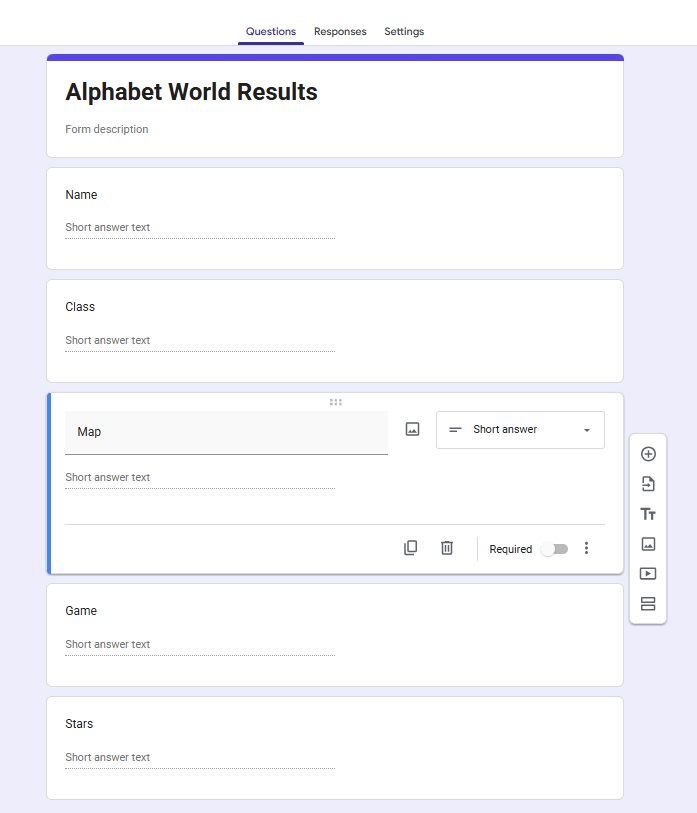 Questions Responses Settings
Alphabet World Results
Form description
Name
Short answer text
Class
Short answer text
Map
Short answer
Short answer text
Required
Game
Short answer text
Stars
Short answer text